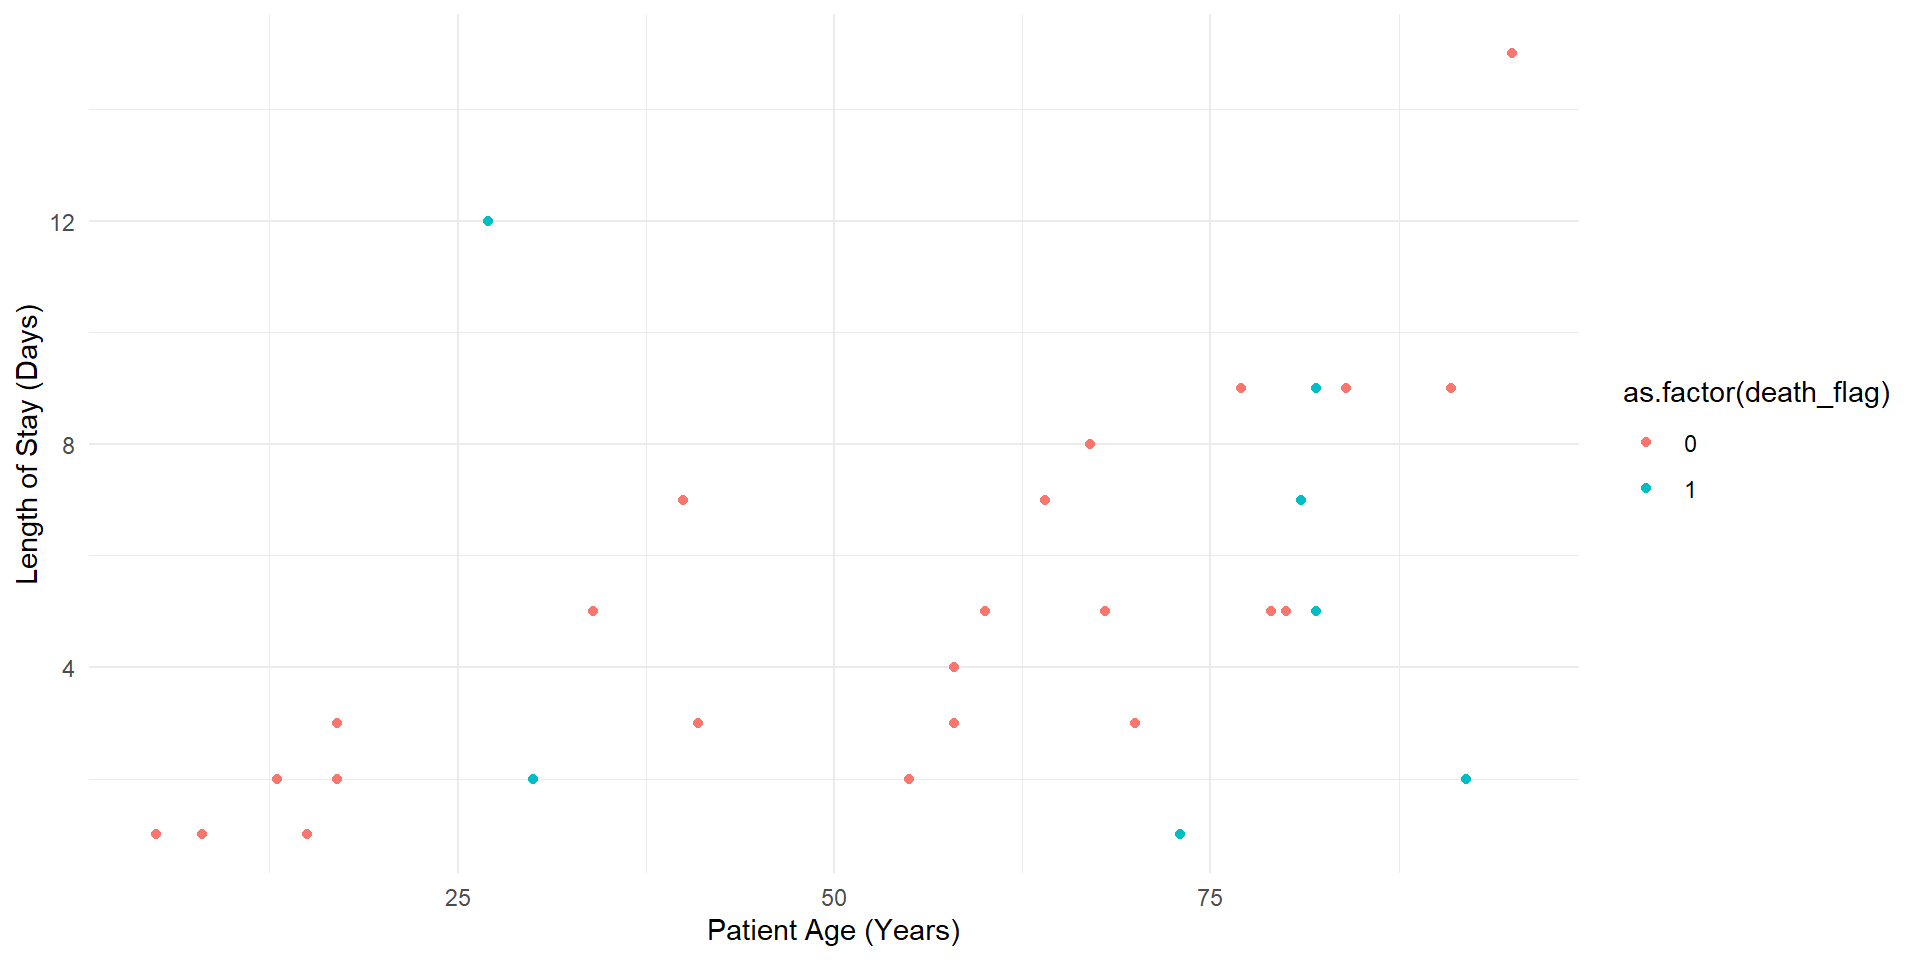 12
8
4
25 50 75
Patient Age (Years)
Length of Stay (Days)
as.factor(death_flag)
0
1